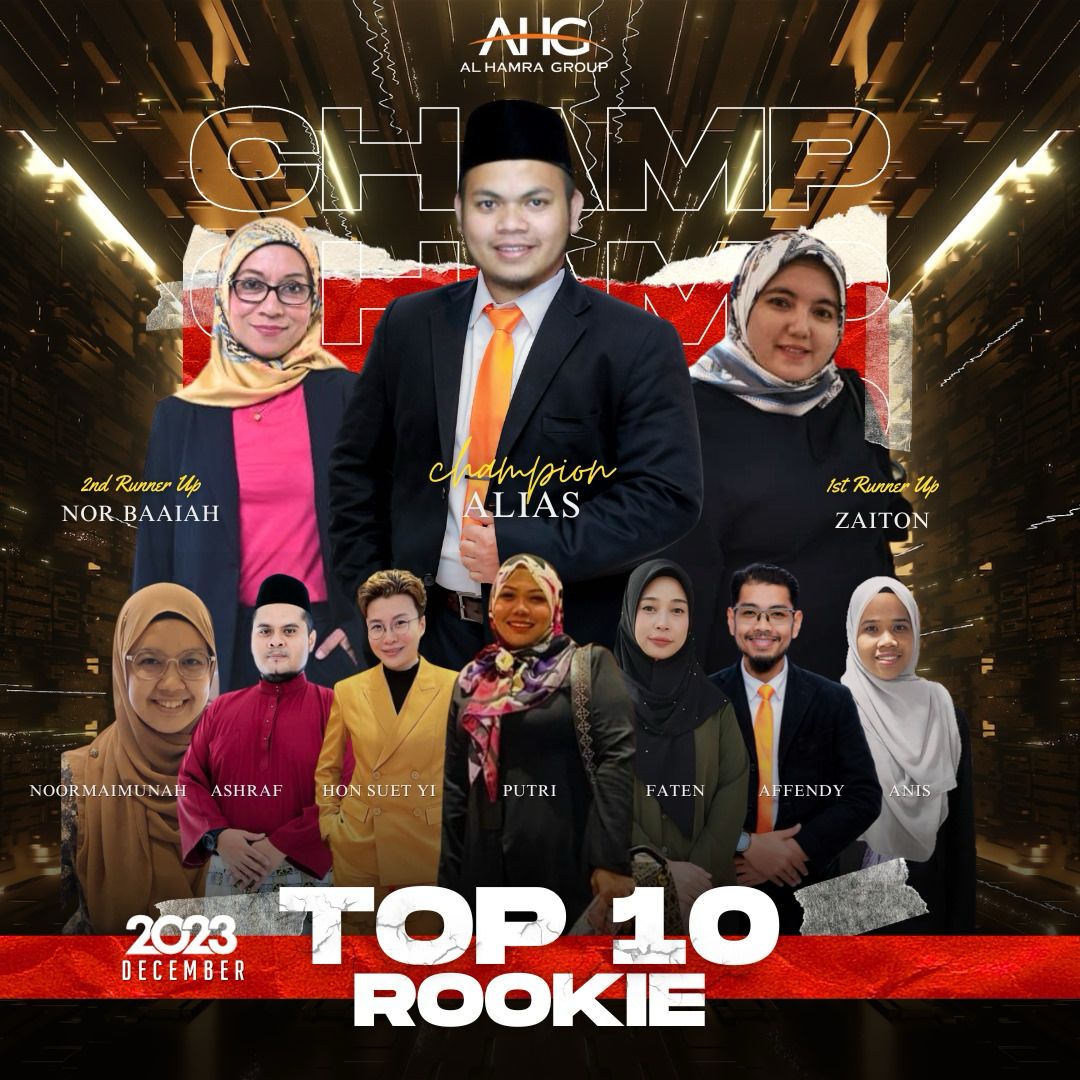 AHG
AL HAMRA GROUP
CHAMP
CHAMP
champion
ALIAS
2nd Runner Up
NOR BAAIAH
1st Runner Up
ZAITON
NOORMAIMUNAH
ASHRAF
HON SUET YI
PUTRI
FATEN
AFFENDY
ANIS
2023
DECEMBER
TOP 10
ROOKIE